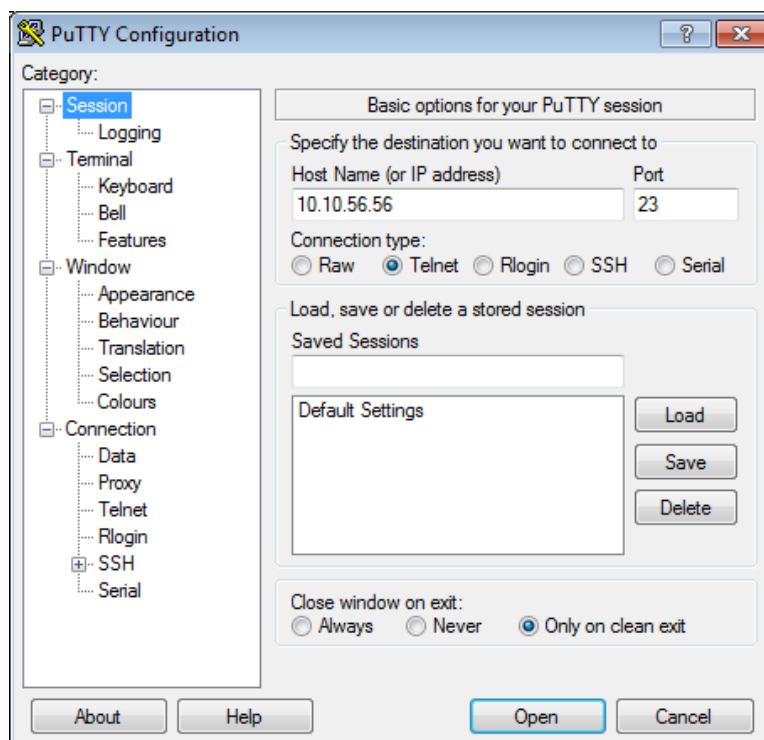 PuTTY Configuration
Category:
Session
Logging
Terminal
Keyboard
Bell
Features
Window
Appearance
Behaviour
Translation
Selection
Colours
Connection
Data
Proxy
Telnet
Rlogin
SSH
Serial
Basic options for your PuTTY session
Specify the destination you want to connect to
Host Name (or IP address) Port
10.10.56.56 23
Connection type:
Raw Telnet Rlogin SSH Serial
Load, save or delete a stored session
Saved Sessions
Default Settings
Load
Save
Delete
Close window on exit:
Always Never Only on clean exit
About Help Open Cancel